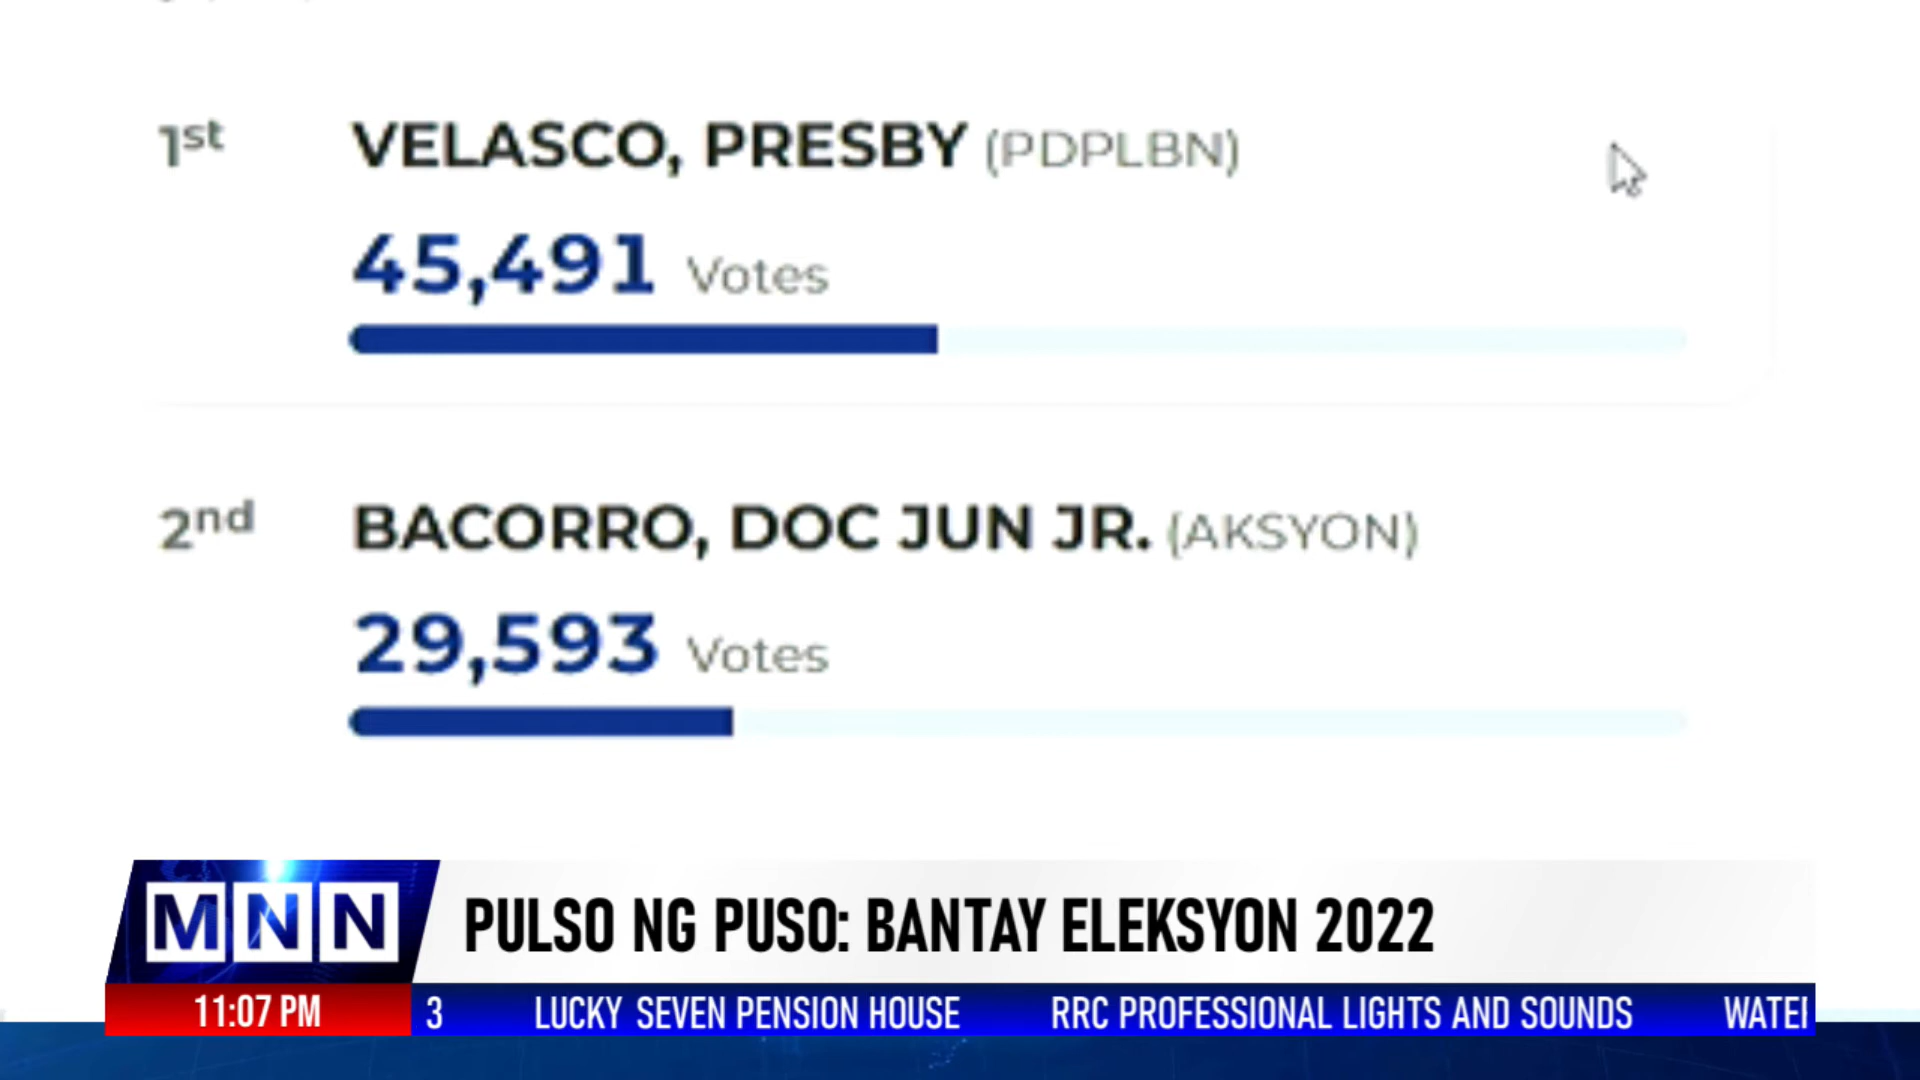 1st VELASCO, PRESBY (PDPLBN)
45,491 Votes
2nd BACORRO, DOC JUN JR. (AKSYON)
29,593 Votes
MNN PULSO NG PUSO: BANTAY ELEKSYON 2022
11:07 PM 3 LUCKY SEVEN PENSION HOUSE RRC PROFESSIONAL LIGHTS AND SOUNDS